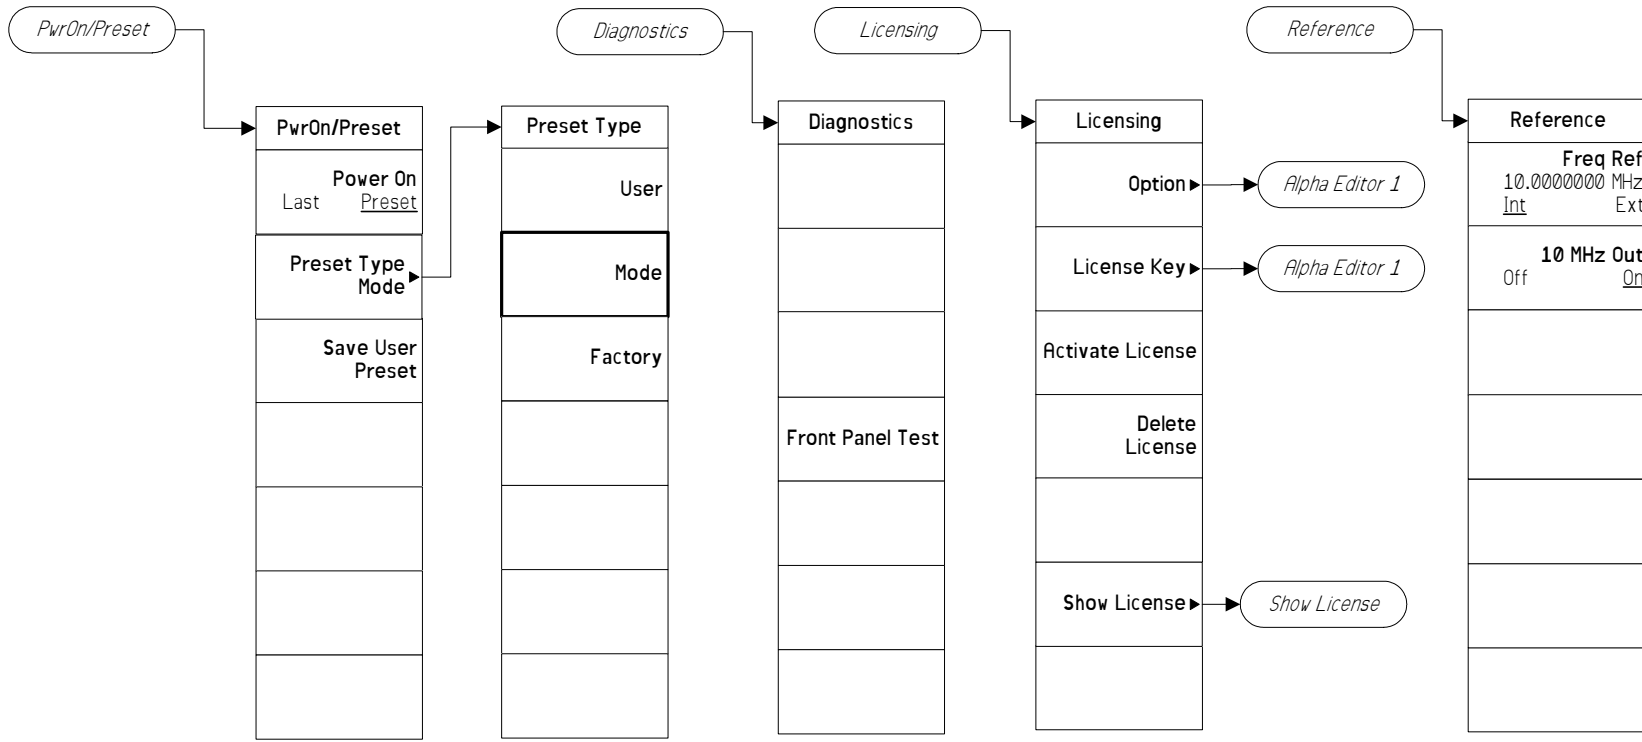 PwrOn/Preset
Diagnostics
Licensing
Reference
PwrOn/Preset
Power On
Last Preset
Preset Type
Mode
Save User
Preset
Preset Type
User
Mode
Factory
Diagnostics
Front Panel Test
Licensing
Option
Alpha Editor 1
License Key
Alpha Editor 1
Activate License
Delete
License
Show License
Show License
Reference
Freq Ref
10.0000000 MHz
Int Ext
10 MHz Out
Off On